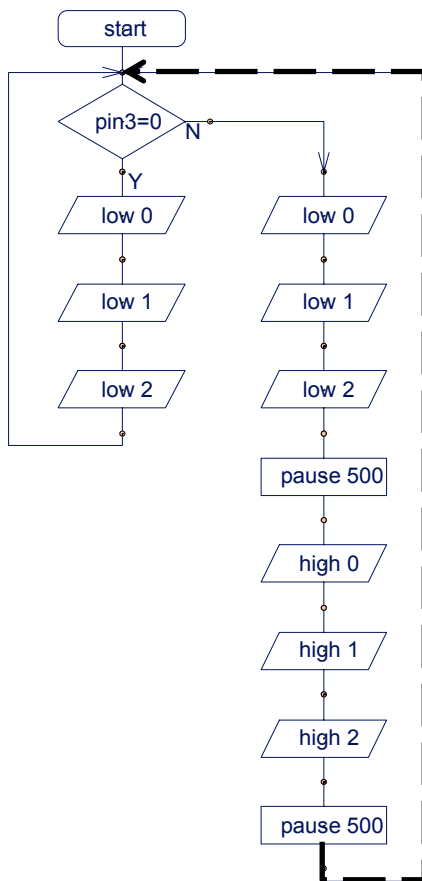 start
pin3=0
N
Y
low 0
low 1
low 2
low 0
low 1
low 2
pause 500
high 0
high 1
high 2
pause 500